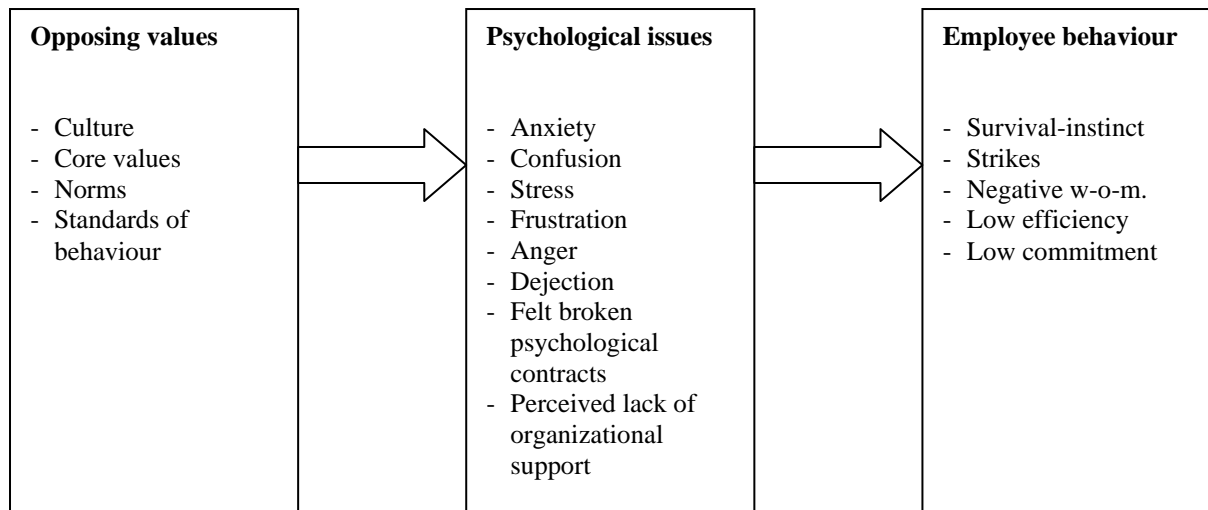 Opposing values
- Culture
- Core values
- Norms
- Standards of
behaviour
Psychological issues
- Anxiety
- Confusion
- Stress
- Frustration
- Anger
- Dejection
- Felt broken
psychological
contracts
- Perceived lack of
organizational
support
Employee behaviour
- Survival-instinct
- Strikes
- Negative w-o-m.
- Low efficiency
- Low commitment